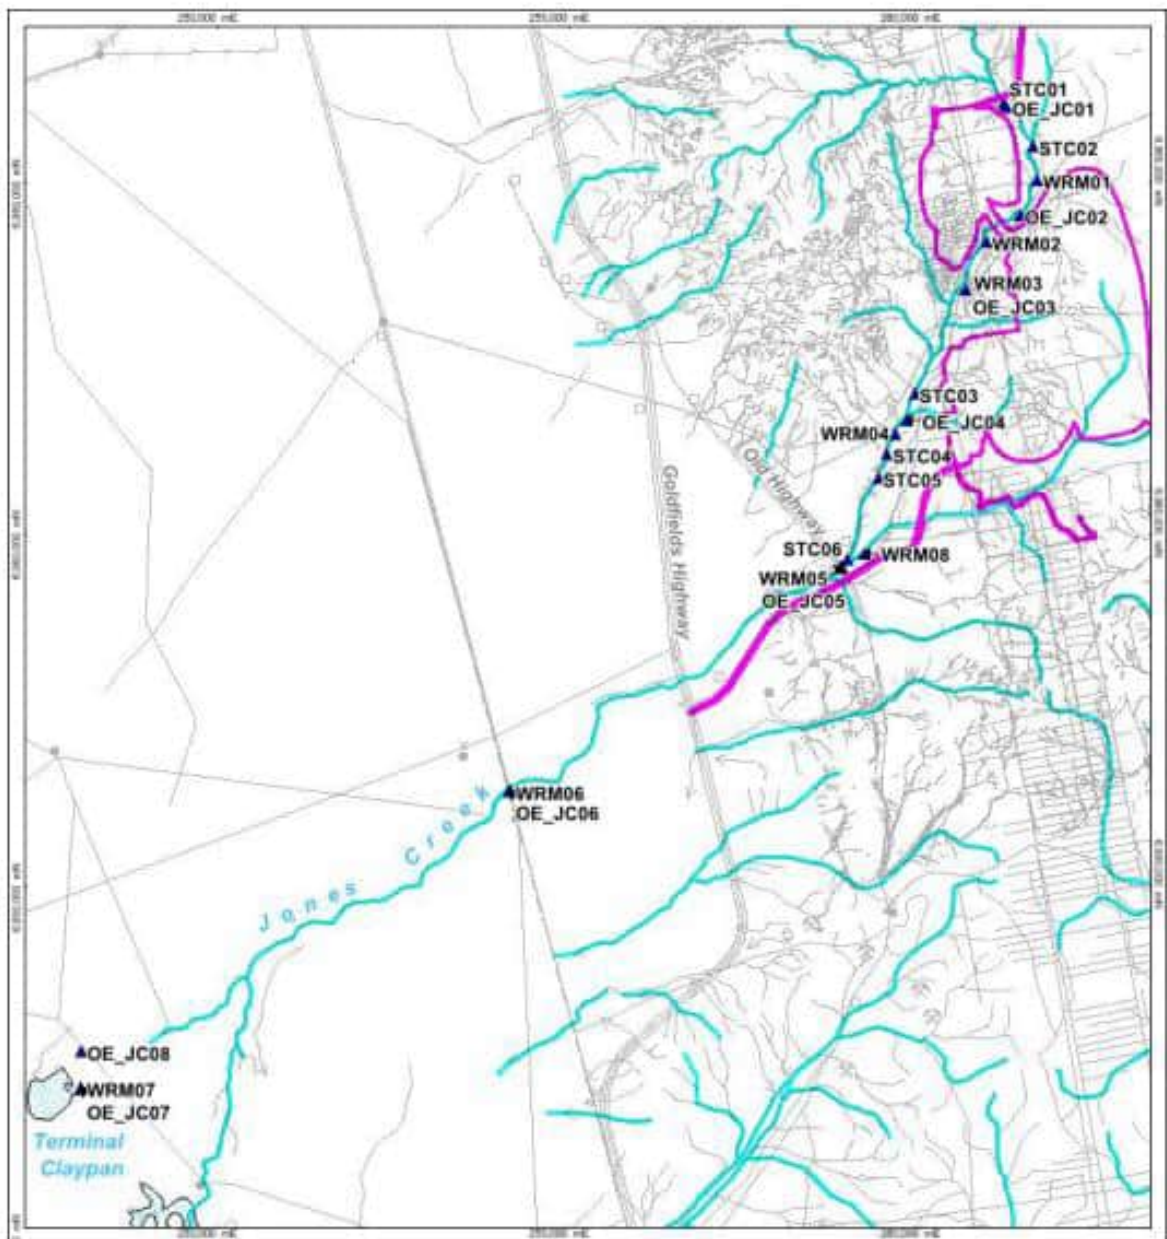 STC01
OE_JC01
STC02
WRM01
OE_JC02
WRM02
WRM03
OE_JC03
STC03
OE_JC04
WRM04
STC04
STC05
Old Highway
Goldfields Highway
STC06
WRM08
WRM05
OE_JC05
WRM06
OE_JC06
Jones Creek
OE_JC08
WRM07
OE_JC07
Terminal
Claypan